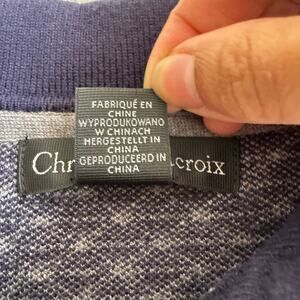 FABRIQUÉ EN
CHINE
WYPRODUKOWANO
W CHINACH
HERGESTELLT IN
CHINA
GEPRODUCEERD IN
CHINA
Chr croix